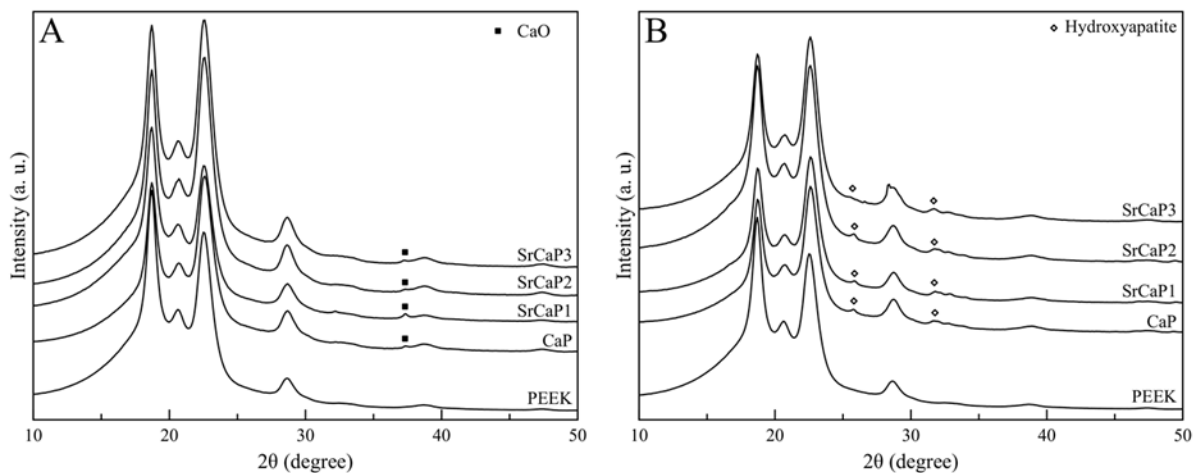 A
■ CaO
SrCaP3
SrCaP2
SrCaP1
CaP
PEEK
Intensity (a. u.)
10 20 30 40 50
2θ (degree)
B
◇ Hydroxyapatite
SrCaP3
SrCaP2
SrCaP1
CaP
PEEK
Intensity (a. u.)
10 20 30 40 50
2θ (degree)